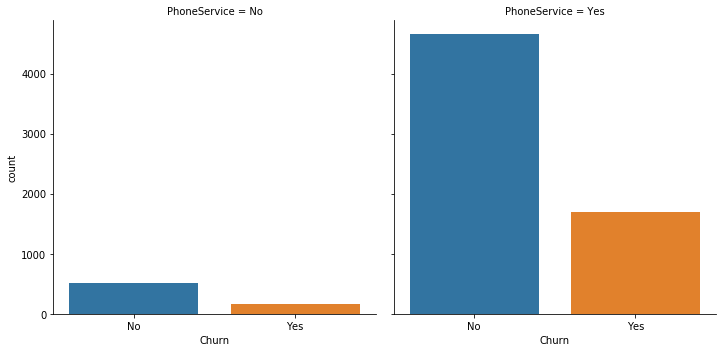 PhoneService = No
PhoneService = Yes
count
4000
3000
2000
1000
0
No
Yes
No
Yes
Churn
Churn